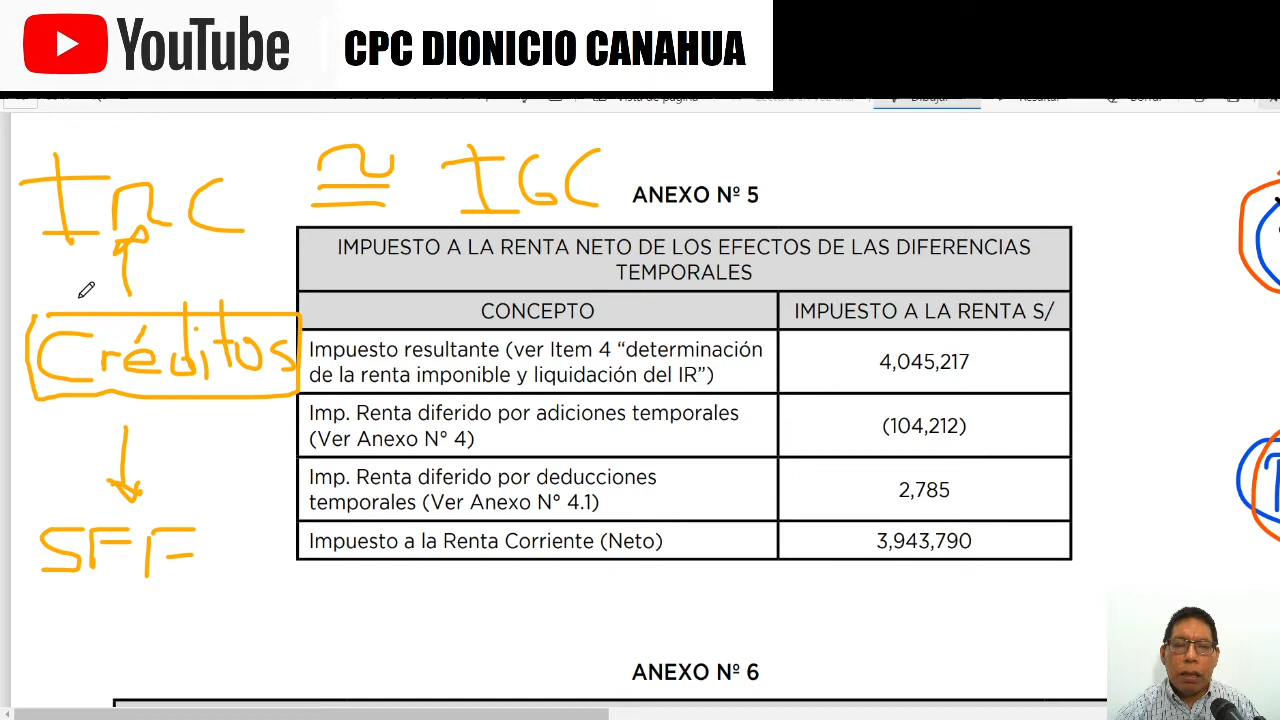 YouTube CPC DIONICIO CANAHUA
Vista de página
Dibujar
IRC ≅ IGC
ANEXO Nº 5
IMPUESTO A LA RENTA NETO DE LOS EFECTOS DE LAS DIFERENCIAS
TEMPORALES
CONCEPTO IMPUESTO A LA RENTA S/
Créditos
Impuesto resultante (ver Item 4 “determinación
de la renta imponible y liquidación del IR”) 4,045,217
Imp. Renta diferido por adiciones temporales
(Ver Anexo N° 4) (104,212)
Imp. Renta diferido por deducciones
temporales (Ver Anexo N° 4.1) 2,785
SFF
Impuesto a la Renta Corriente (Neto) 3,943,790
ANEXO Nº 6